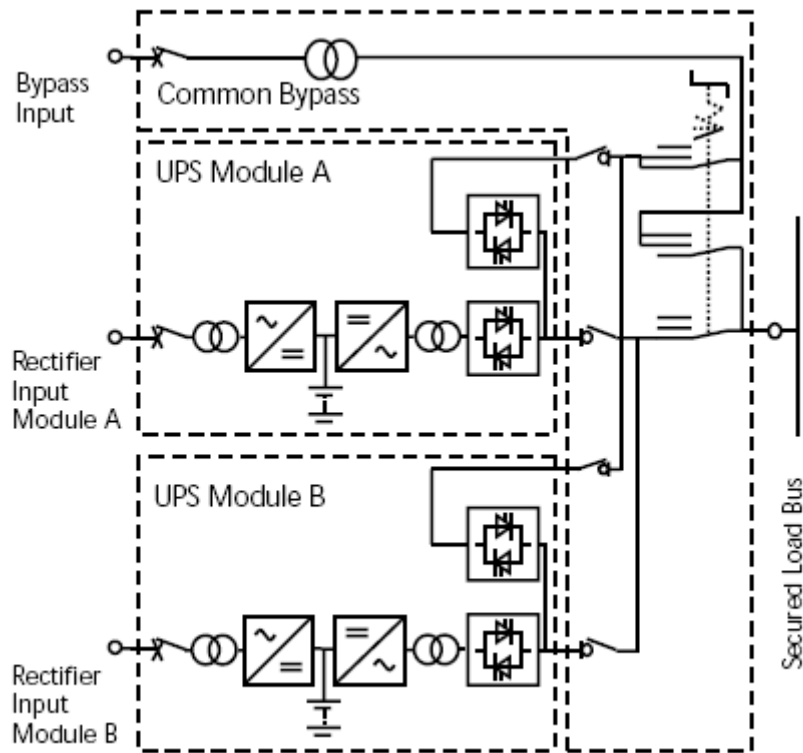 Bypass
Input
Common Bypass
UPS Module A
Rectifier
Input
Module A
UPS Module B
Rectifier
Input
Module B
Secured Load Bus